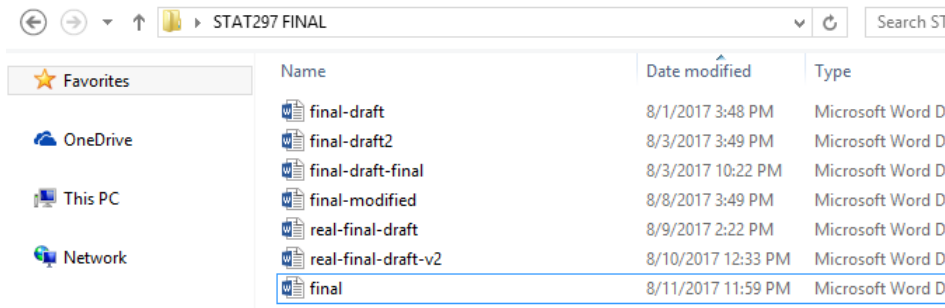 STAT297 FINAL Search ST
Favorites
OneDrive
This PC
Network
Name Date modified Type
final-draft 8/1/2017 3:48 PM Microsoft Word D
final-draft2 8/3/2017 3:49 PM Microsoft Word D
final-draft-final 8/3/2017 10:22 PM Microsoft Word D
final-modified 8/8/2017 3:49 PM Microsoft Word D
real-final-draft 8/9/2017 2:22 PM Microsoft Word D
real-final-draft-v2 8/10/2017 12:33 PM Microsoft Word D
final 8/11/2017 11:59 PM Microsoft Word D